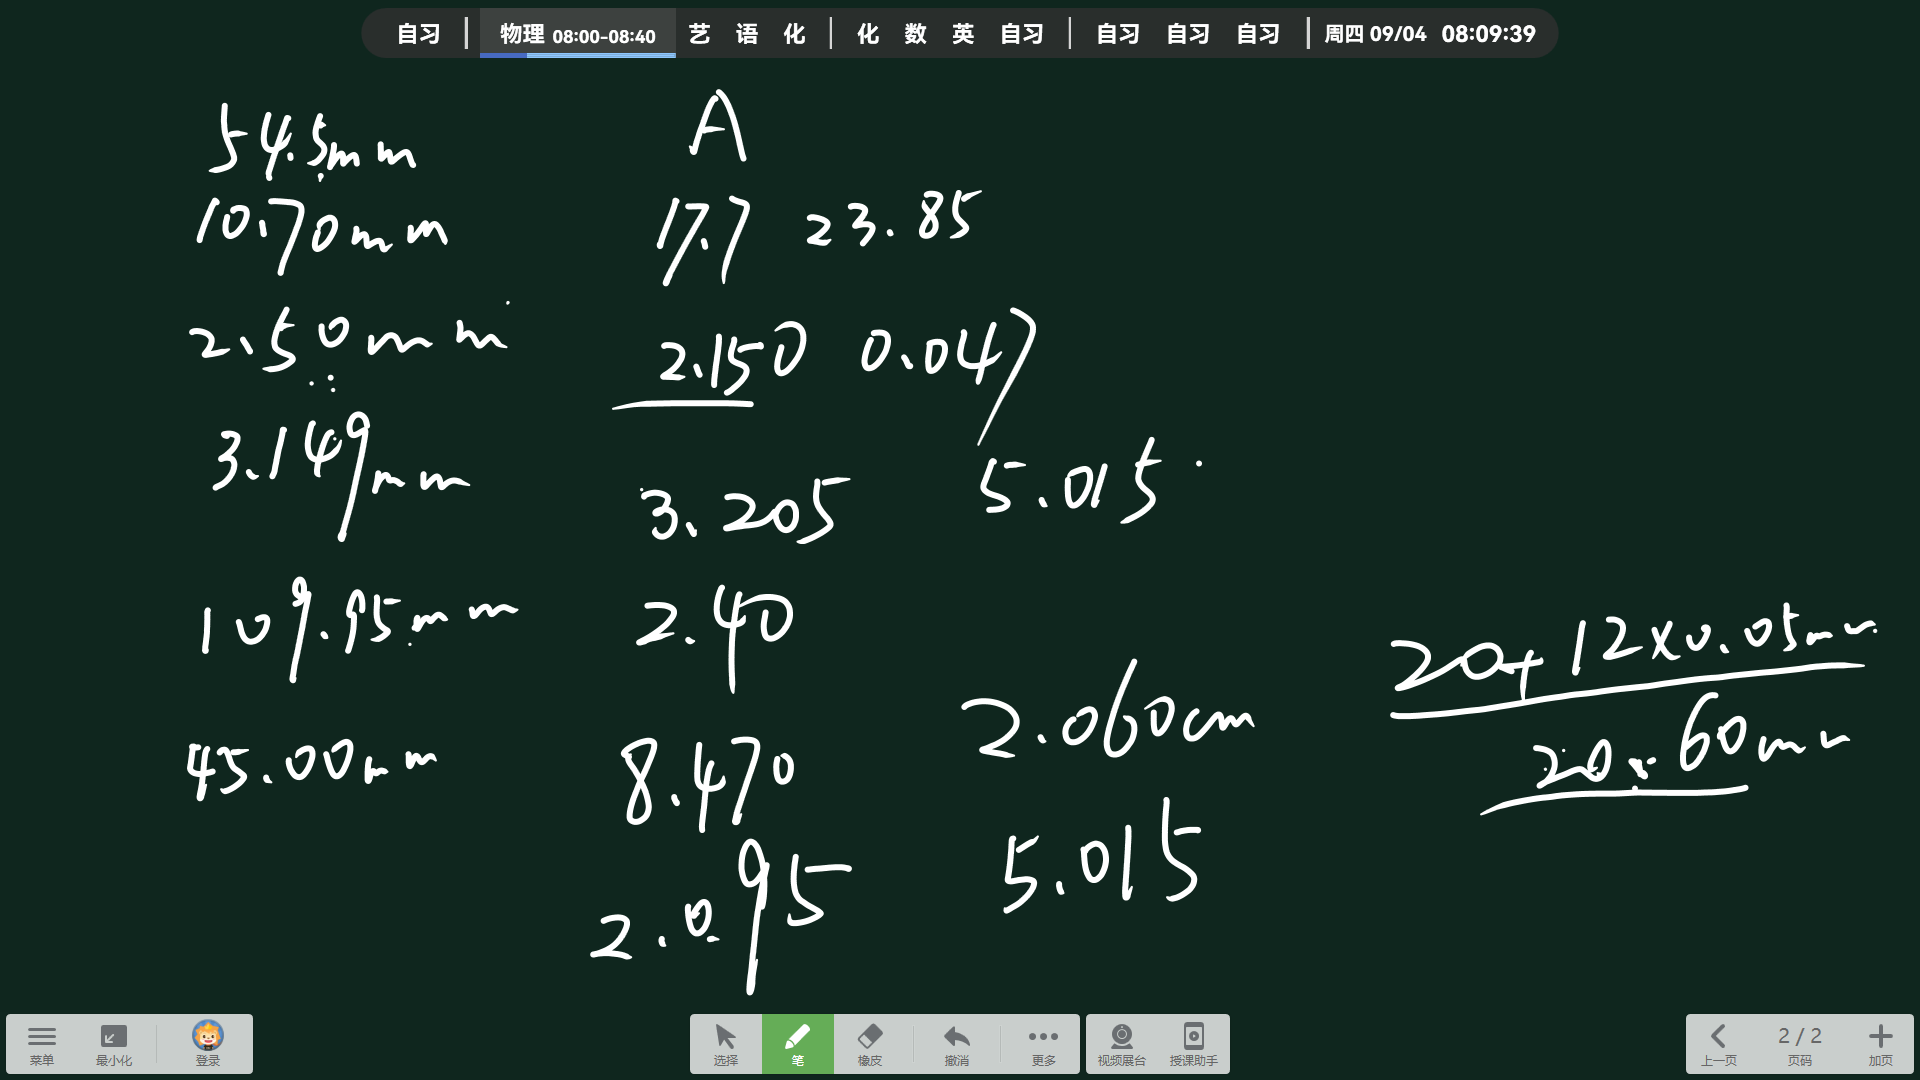 自习 | 物理 08:00-08:40 艺 语 化 | 化 数 英 自习 | 自习 自习 自习 | 周四 09/04 08:09:39
54.5mm
10.70mm
2.50mm
3.149mm
109.95mm
45.00mm
A
17.7 23.85
2.150 0.047
3.205 5.015
2.40
8.470
2.095
2.060cm
5.015
20+12×0.05mm
20.60mm
菜单 最小化 登录
选择 笔 橡皮 撤消 更多 视频展台 授课助手
上一页 2 / 2 页码 加页